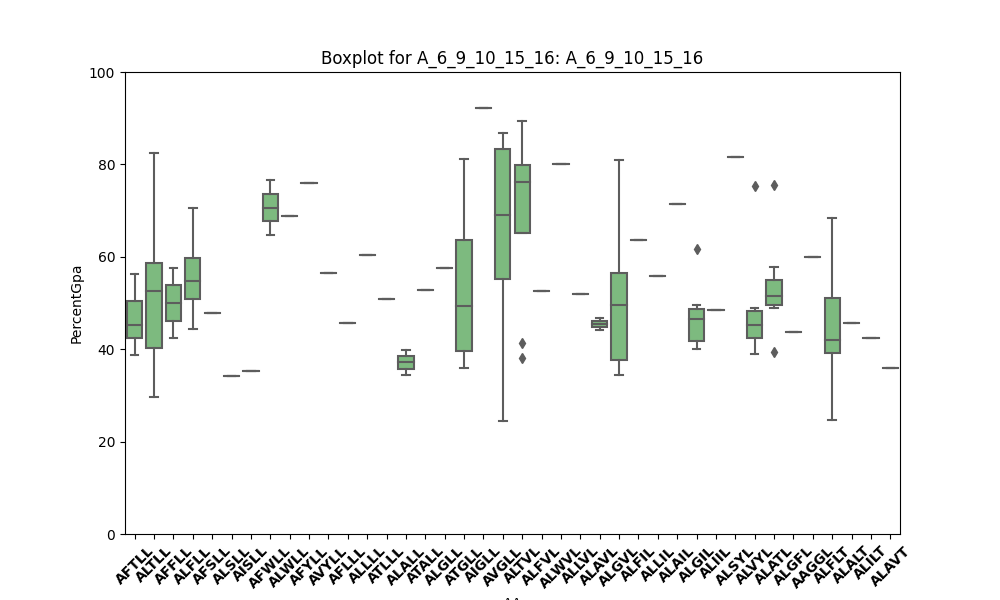 Boxplot for A_6_9_10_15_16: A_6_9_10_15_16
PercentGpa
100
80
60
40
20
0
AFTLL
ALTLL
AFFLL
ALFLL
AFSLL
ALSLL
AISLL
AFWLL
ALWLL
AFYLL
AVYLL
AFLLL
ALLLL
ATLLL
ALALL
ATALL
ALGLL
ATGLL
AIGLL
AVGLL
ALTVL
ALFVL
ALWVL
ALLVL
ALAVL
ALGVL
ALFIL
ALLIL
ALAIL
ALGIL
ALIIL
ALSYL
ALVYL
ALATL
ALGFL
AAGGL
ALFLT
ALALT
ALILT
ALAVT